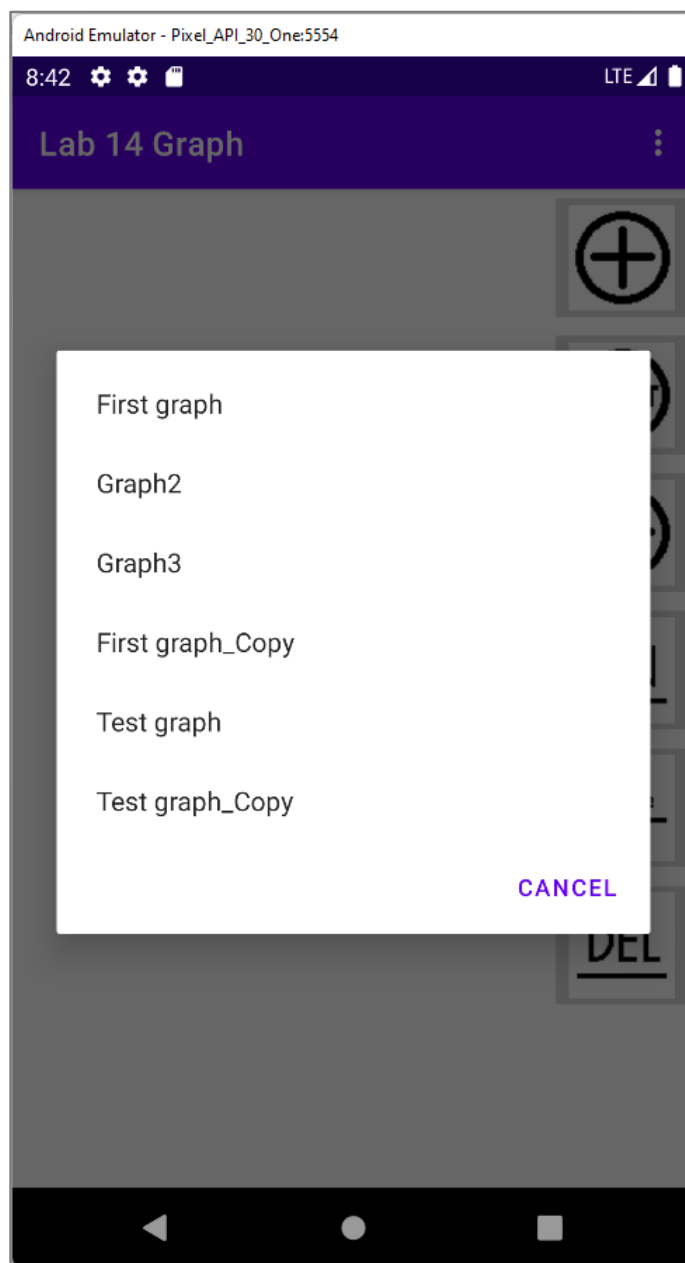 Android Emulator - Pixel_API_30_One:5554
8:42 LTE
Lab 14 Graph
First graph
Graph2
Graph3
First graph_Copy
Test graph
Test graph_Copy
CANCEL
DEL